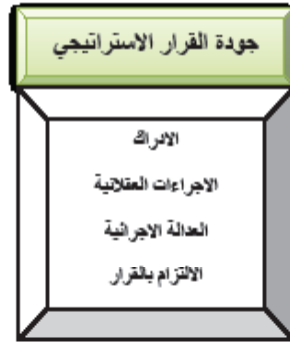 جودة القرار الاستراتيجي
الادراك
الاجراءات العقلانية
العدالة الاجرائية
الالتزام بالقرار